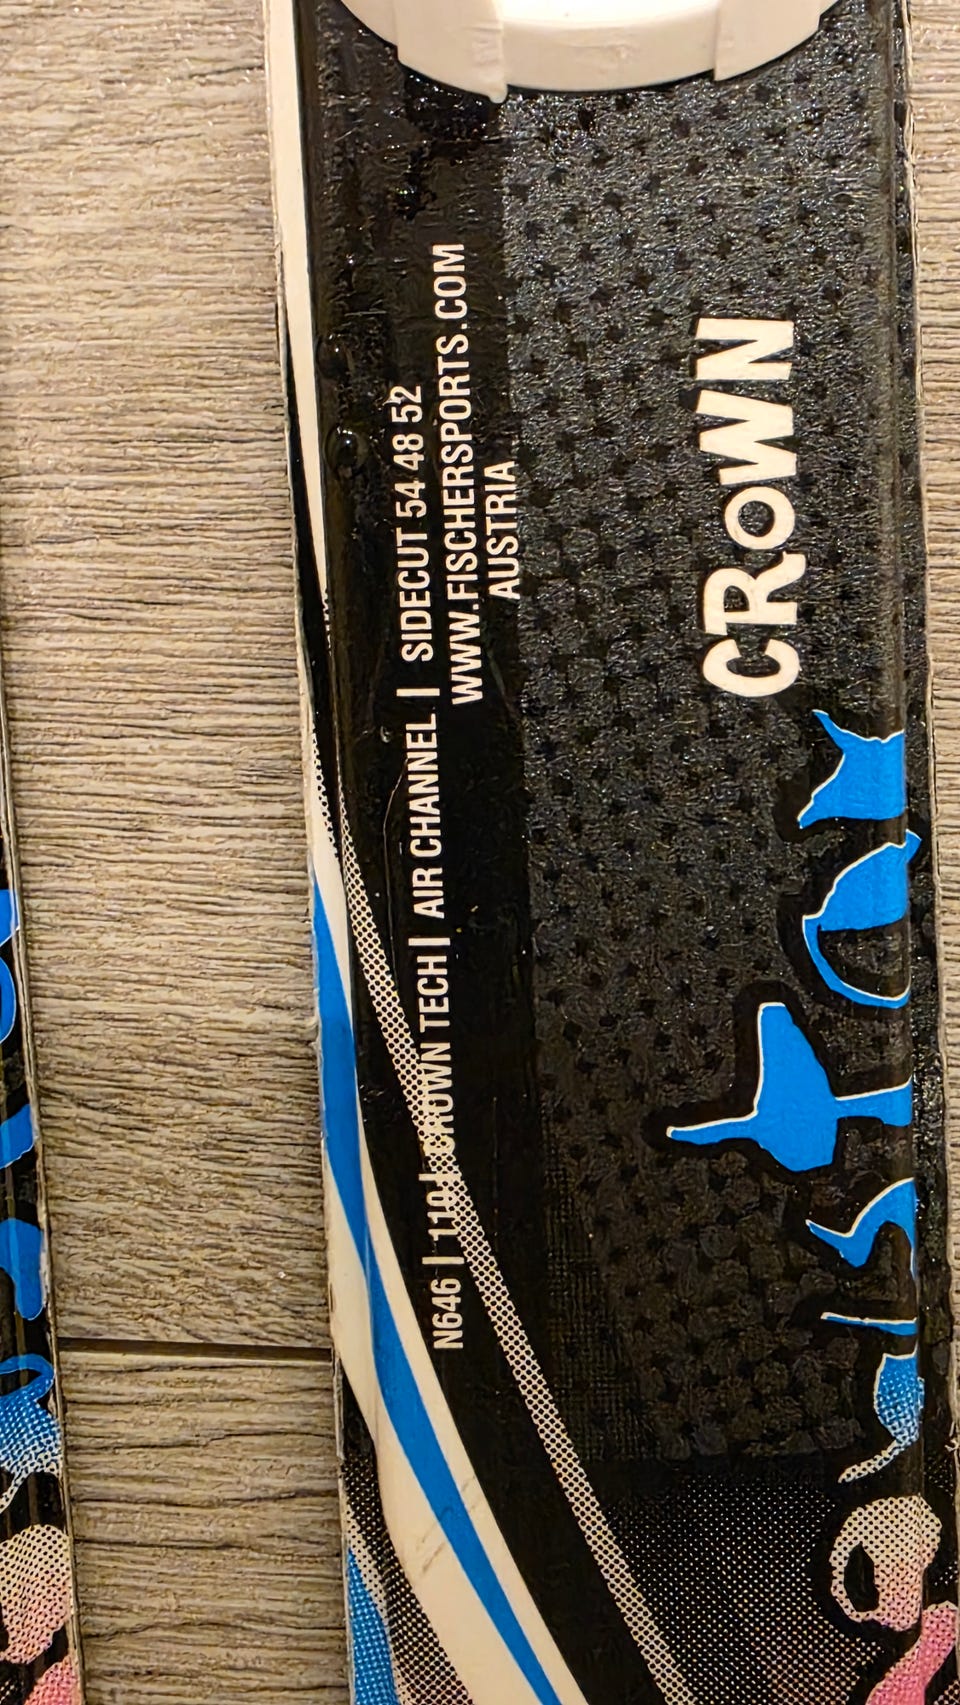 N646 | 110 | CROWN TECH | AIR CHANNEL | SIDECUT 54 48 52
WWW.FISCHERSPORTS.COM
AUSTRIA
CROWN